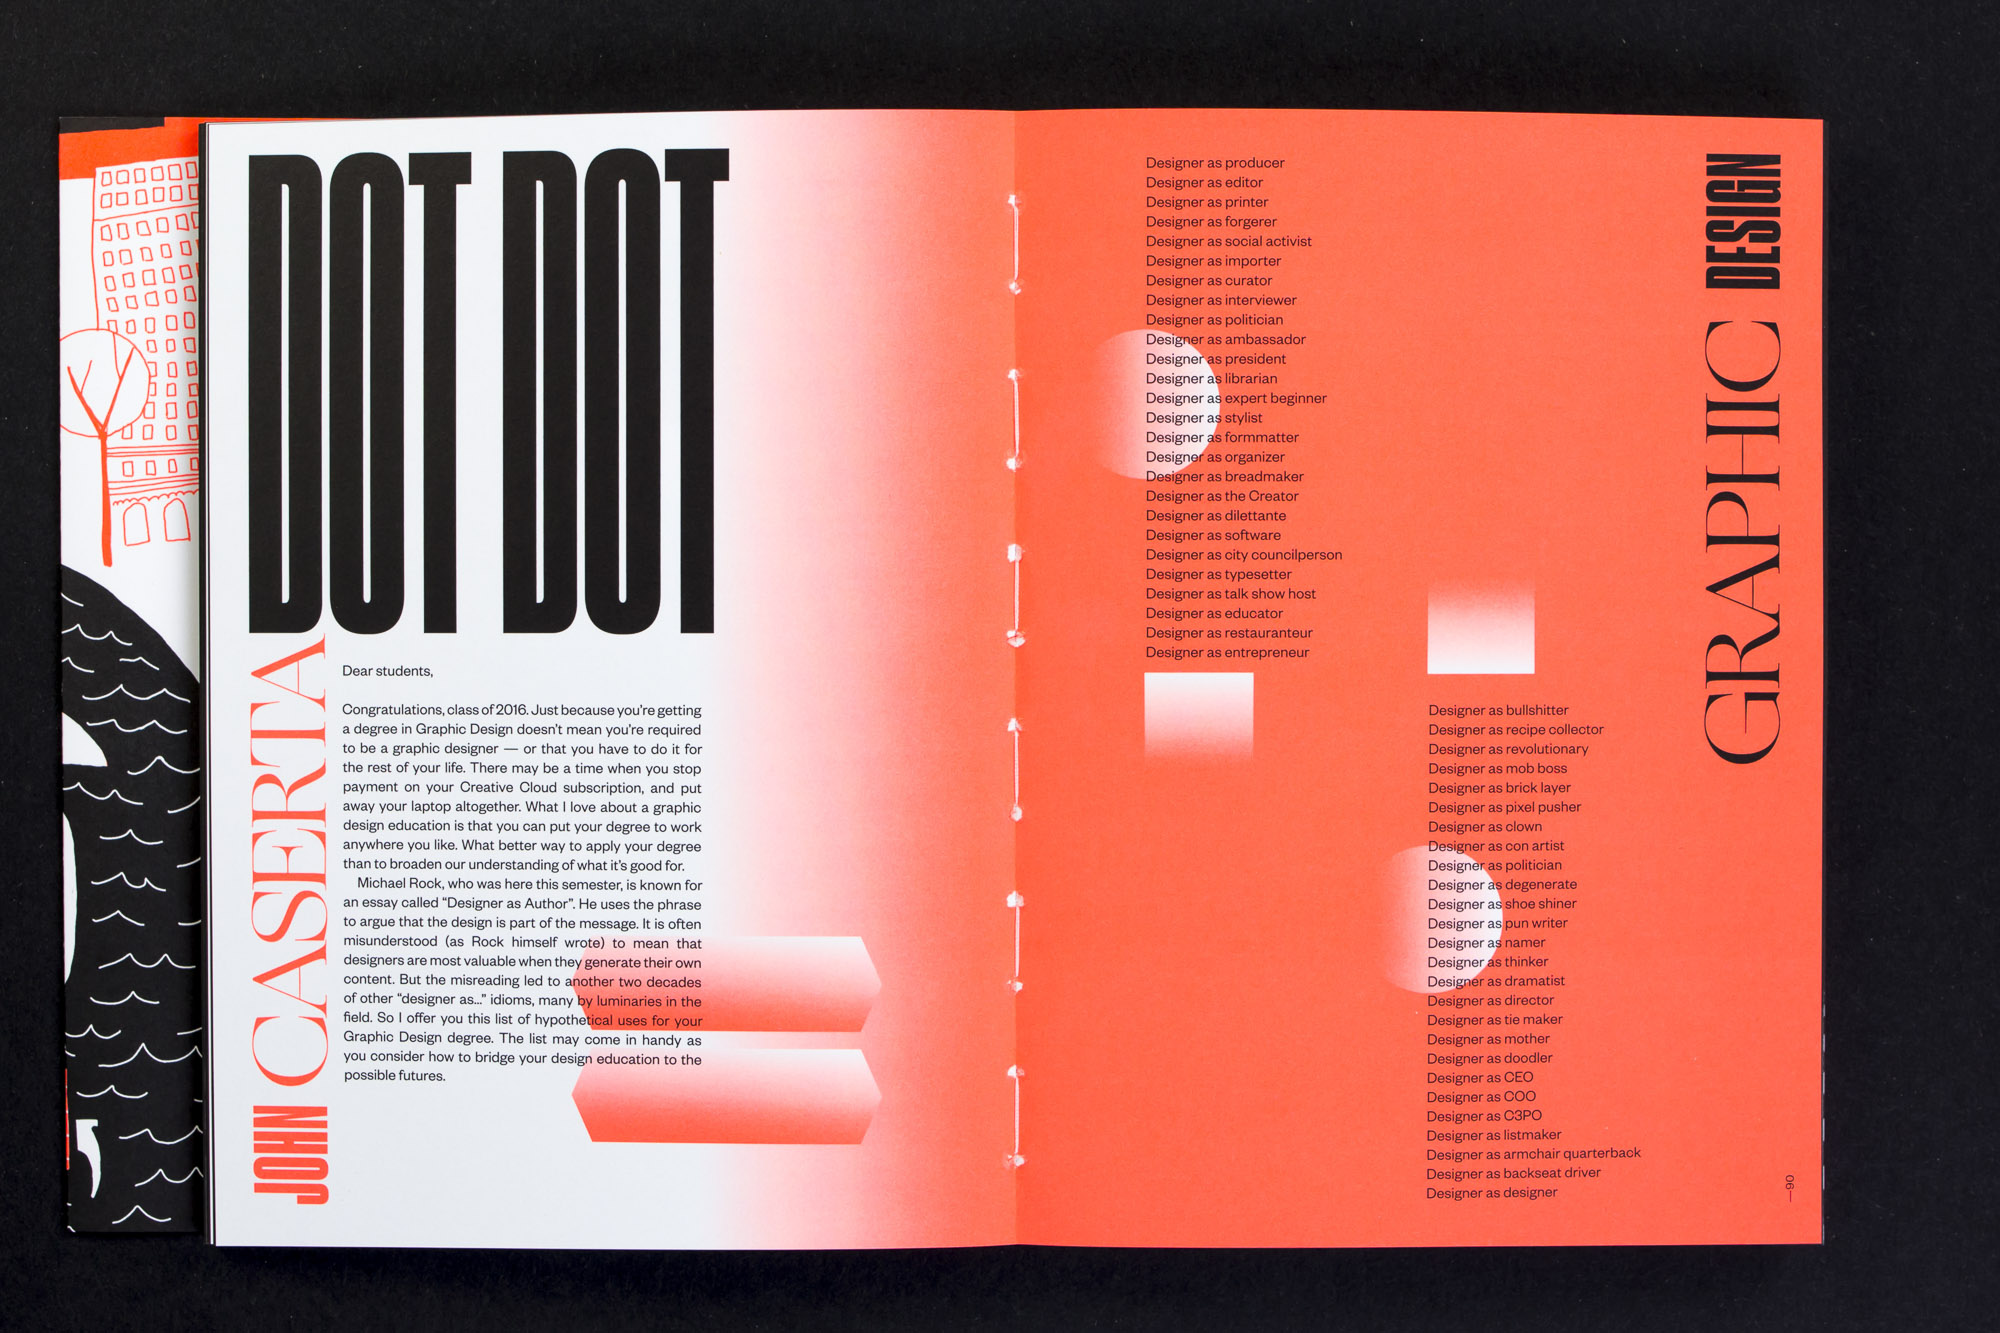 DOT DOT
JOHN CASERTA
Dear students,
Congratulations, class of 2016. Just because you're getting
a degree in Graphic Design doesn't mean you're required
to be a graphic designer — or that you have to do it for
the rest of your life. There may be a time when you stop
payment on your Creative Cloud subscription, and put
away your laptop altogether. What I love about a graphic
design education is that you can put your degree to work
anywhere you like. What better way to apply your degree
than to broaden our understanding of what it's good for.
Michael Rock, who was here this semester, is known for
an essay called “Designer as Author”. He uses the phrase
to argue that the design is part of the message. It is often
misunderstood (as Rock himself wrote) to mean that
designers are most valuable when they generate their own
content. But the misreading led to another two decades
of other “designer as...” idioms, many by luminaries in the
field. So I offer you this list of hypothetical uses for your
Graphic Design degree. The list may come in handy as
you consider how to bridge your design education to the
possible futures.
Designer as producer
Designer as editor
Designer as printer
Designer as forgerer
Designer as social activist
Designer as importer
Designer as curator
Designer as interviewer
Designer as politician
Designer as ambassador
Designer as president
Designer as librarian
Designer as expert beginner
Designer as stylist
Designer as formmatter
Designer as organizer
Designer as breadmaker
Designer as the Creator
Designer as dilettante
Designer as software
Designer as city councilperson
Designer as typesetter
Designer as talk show host
Designer as educator
Designer as restauranteur
Designer as entrepreneur
Designer as bullshitter
Designer as recipe collector
Designer as revolutionary
Designer as mob boss
Designer as brick layer
Designer as pixel pusher
Designer as clown
Designer as con artist
Designer as politician
Designer as degenerate
Designer as shoe shiner
Designer as pun writer
Designer as namer
Designer as thinker
Designer as dramatist
Designer as director
Designer as tie maker
Designer as mother
Designer as doodler
Designer as CEO
Designer as COO
Designer as C3PO
Designer as listmaker
Designer as armchair quarterback
Designer as backseat driver
Designer as designer
GRAPHIC DESIGN
—90